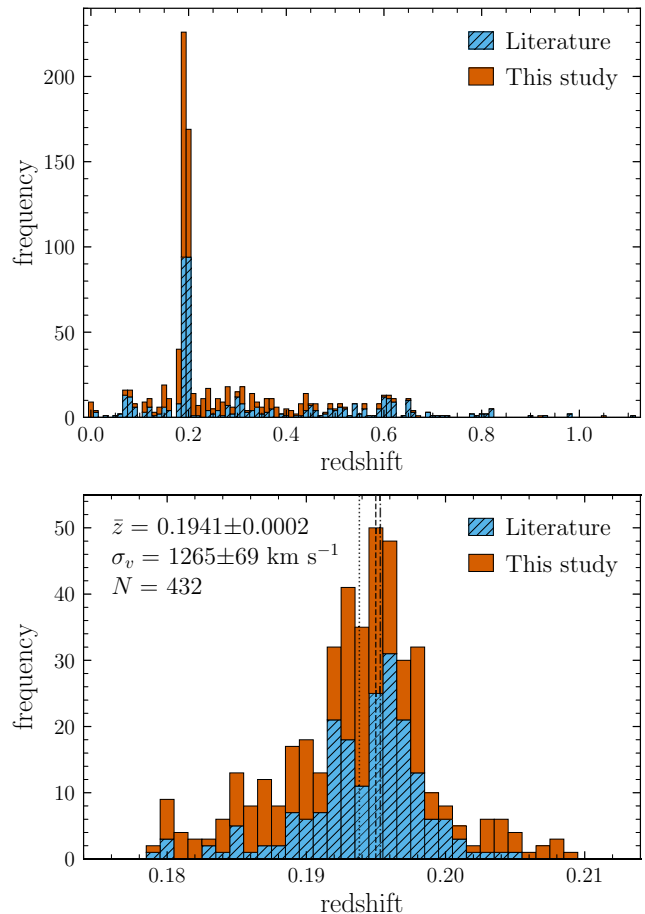 Literature
This study
frequency
200
150
100
50
0
0.0 0.2 0.4 0.6 0.8 1.0
redshift
z̄ = 0.1941±0.0002
σᵥ = 1265±69 km s⁻¹
N = 432
Literature
This study
frequency
50
40
30
20
10
0
0.18 0.19 0.20 0.21
redshift